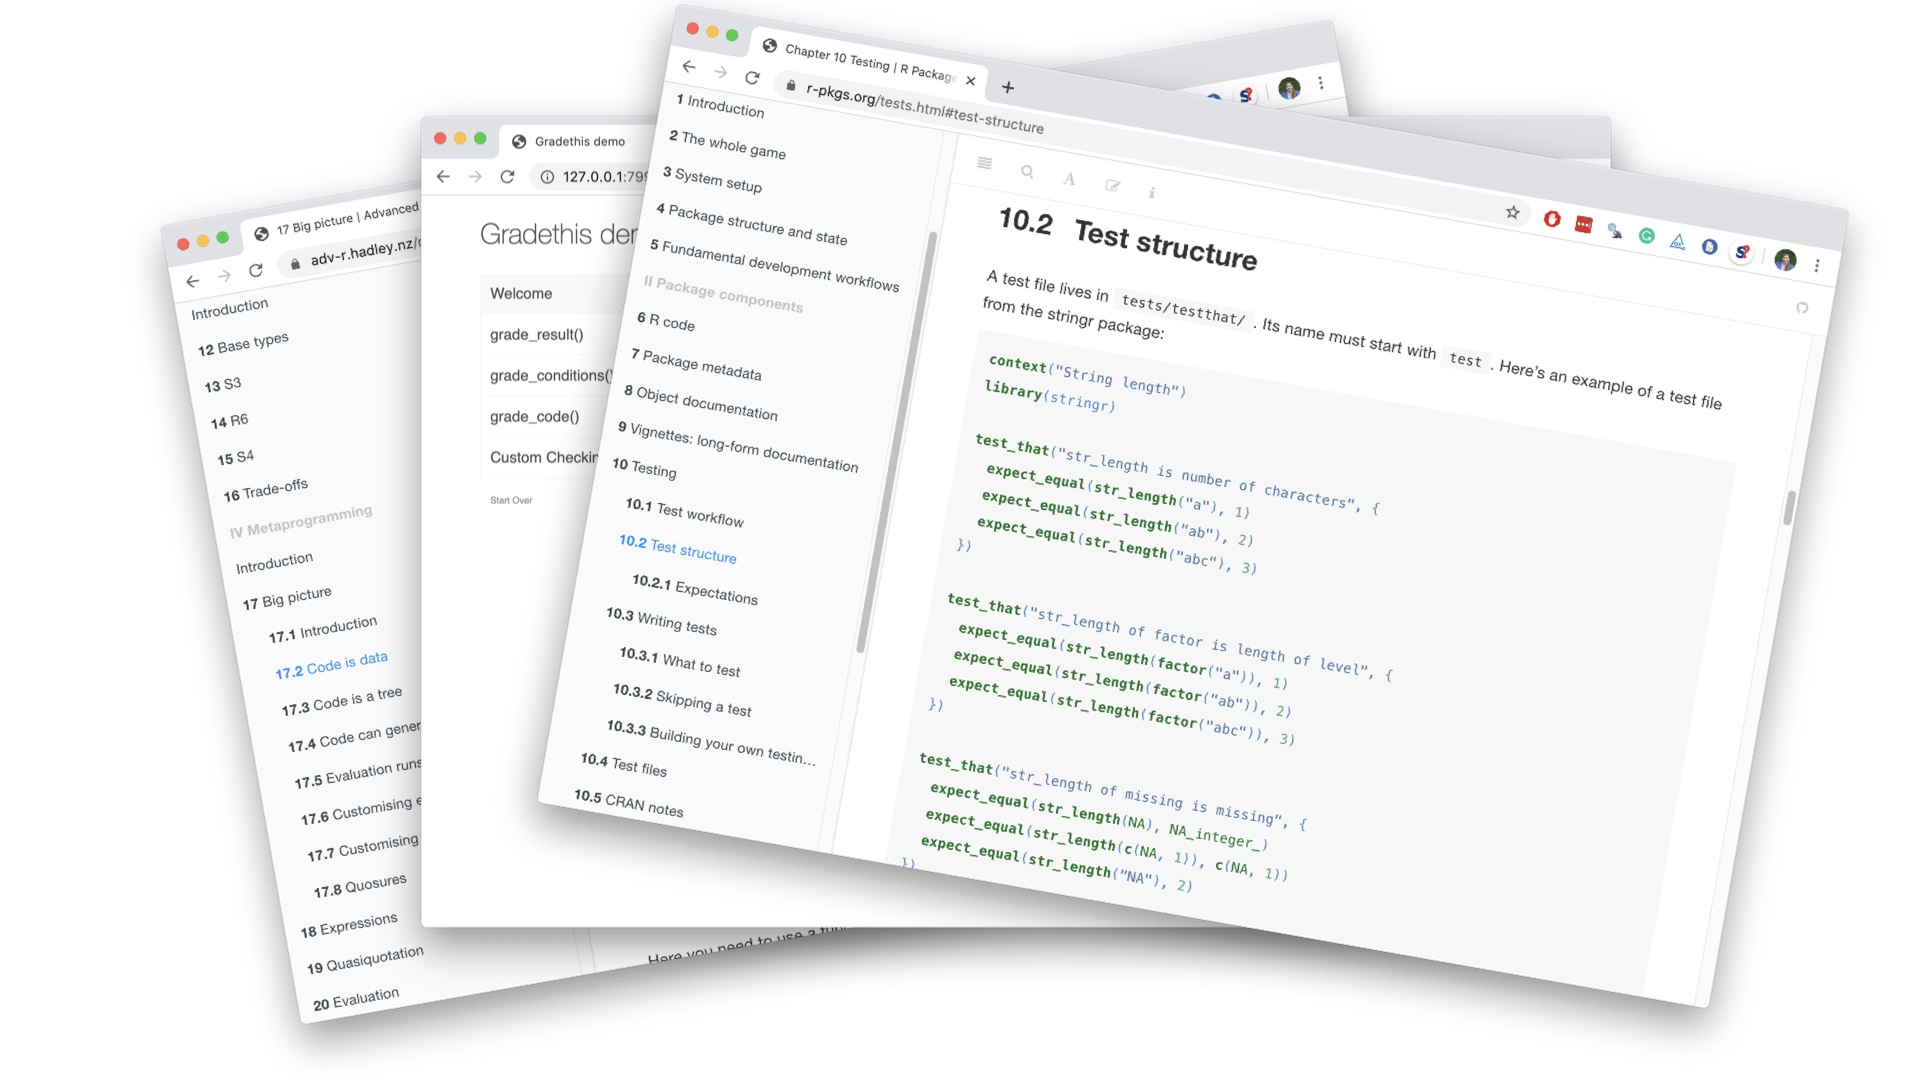 17 Big picture | Advanced
adv-r.hadley.nz/
Introduction
12 Base types
13 S3
14 R6
15 S4
16 Trade-offs
IV Metaprogramming
Introduction
17 Big picture
17.1 Introduction
17.2 Code is data
17.3 Code is a tree
17.4 Code can gener
17.5 Evaluation runs
17.6 Customising e
17.7 Customising
17.8 Quosures
18 Expressions
19 Quasiquotation
20 Evaluation
Here you need to use a
Gradethis demo
127.0.0.1:799
Gradethis der
Welcome
grade_result()
grade_conditions()
grade_code()
Custom Checkin
Start Over
Chapter 10 Testing | R Package
r-pkgs.org/tests.html#test-structure
1 Introduction
2 The whole game
3 System setup
4 Package structure and state
5 Fundamental development workflows
II Package components
6 R code
7 Package metadata
8 Object documentation
9 Vignettes: long-form documentation
10 Testing
10.1 Test workflow
10.2 Test structure
10.2.1 Expectations
10.3 Writing tests
10.3.1 What to test
10.3.2 Skipping a test
10.3.3 Building your own testin…
10.4 Test files
10.5 CRAN notes
10.2 Test structure
A test file lives in tests/testthat/ . Its name must start with test . Here's an example of a test file
from the stringr package:
context("String length")
library(stringr)
test_that("str_length is number of characters", {
expect_equal(str_length("a"), 1)
expect_equal(str_length("ab"), 2)
expect_equal(str_length("abc"), 3)
})
test_that("str_length of factor is length of level", {
expect_equal(str_length(factor("a")), 1)
expect_equal(str_length(factor("ab")), 2)
expect_equal(str_length(factor("abc")), 3)
})
test_that("str_length of missing is missing", {
expect_equal(str_length(NA), NA_integer_)
expect_equal(str_length(c(NA, 1)), c(NA, 1))
expect_equal(str_length("NA"), 2)
})